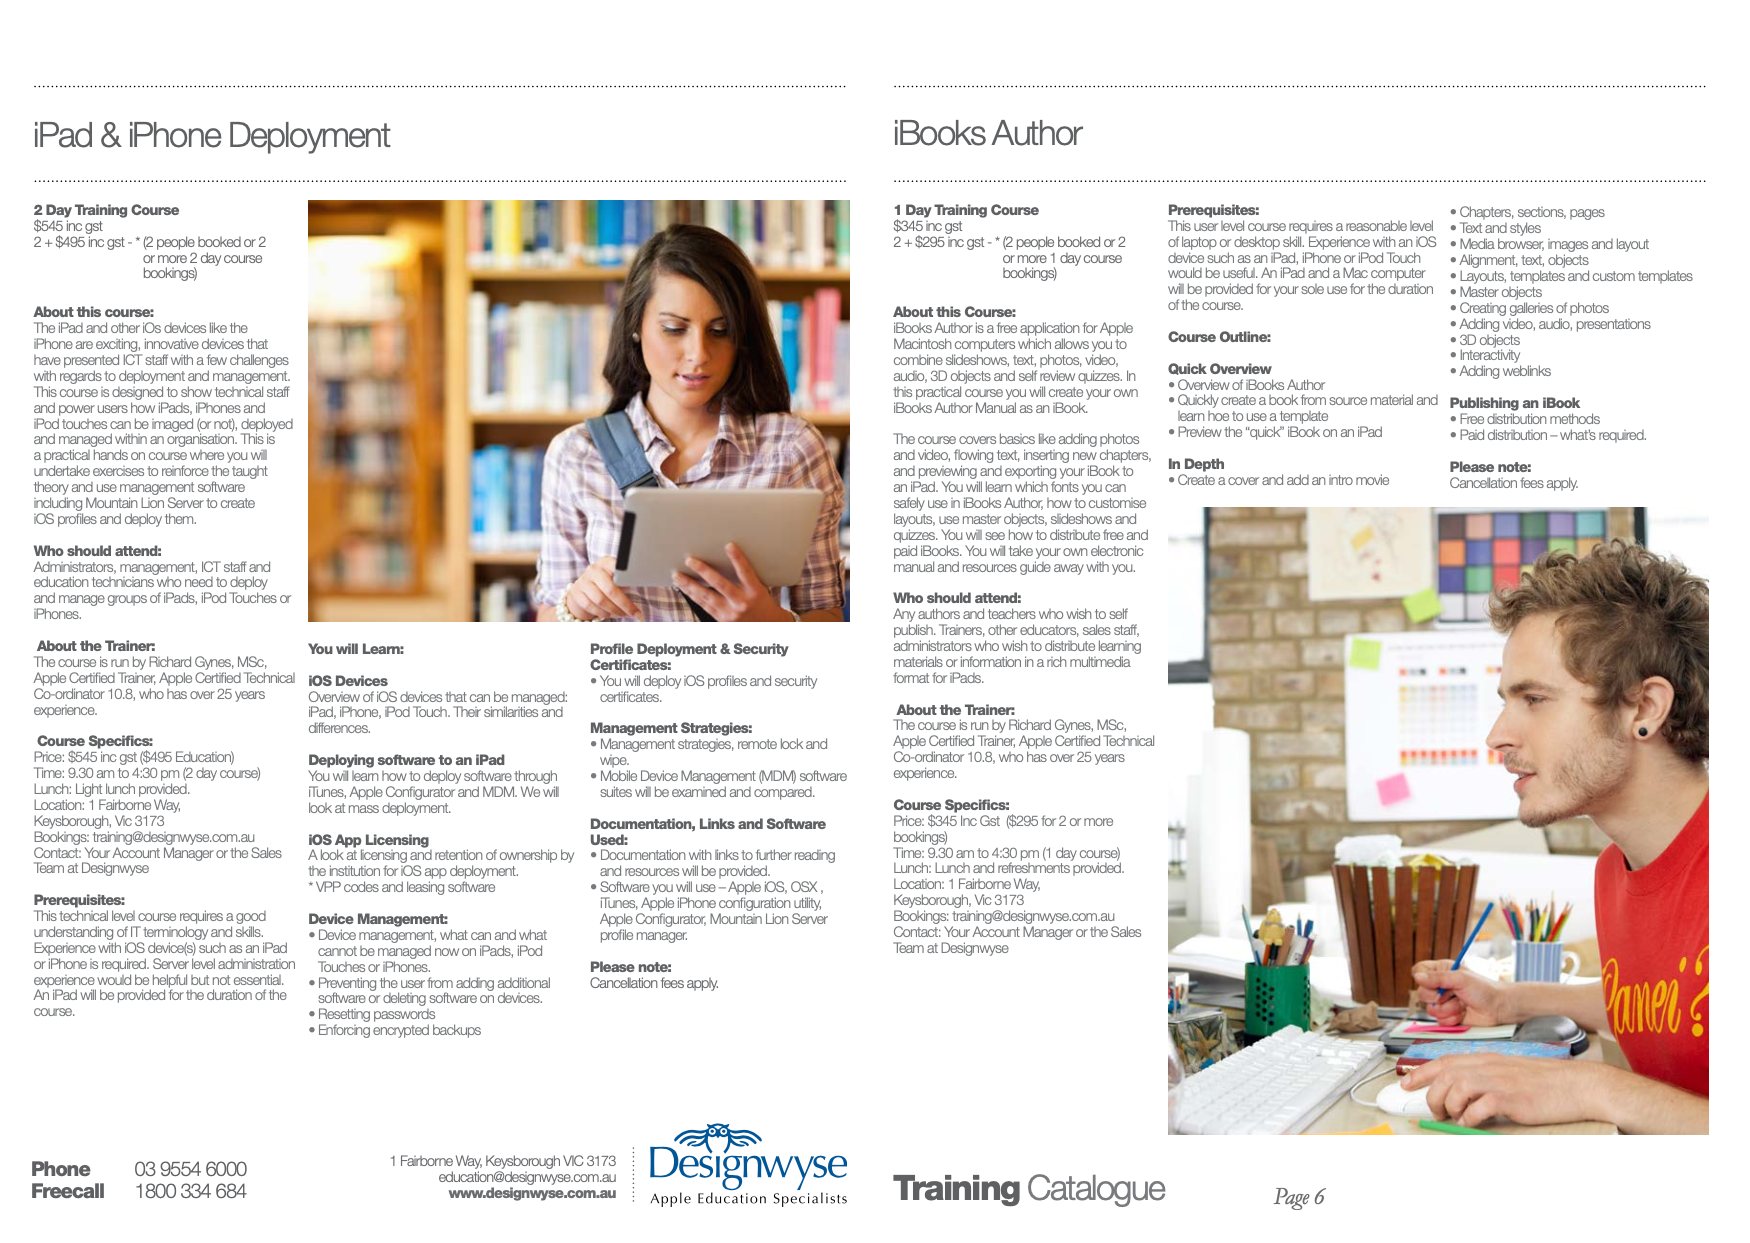 iPad & iPhone Deployment
2 Day Training Course
$545 inc gst
2 + $495 inc gst - * (2 people booked or 2
or more 2 day course
bookings)
About this course:
The iPad and other iOs devices like the
iPhone are exciting, innovative devices that
have presented ICT staff with a few challenges
with regards to deployment and management.
This course is designed to show technical staff
and power users how iPads, iPhones and
iPod touches can be imaged (or not), deployed
and managed within an organisation. This is
a practical hands on course where you will
undertake exercises to reinforce the taught
theory and use management software
including Mountain Lion Server to create
iOS profiles and deploy them.
Who should attend:
Administrators, management, ICT staff and
education technicians who need to deploy
and manage groups of iPads, iPod Touches or
iPhones.
About the Trainer:
The course is run by Richard Gynes, MSc,
Apple Certified Trainer, Apple Certified Technical
Co-ordinator 10.8, who has over 25 years
experience.
Course Specifics:
Price: $545 inc gst ($495 Education)
Time: 9.30 am to 4:30 pm (2 day course)
Lunch: Light lunch provided.
Location: 1 Fairborne Way,
Keysborough, Vic 3173
Bookings: training@designwyse.com.au
Contact: Your Account Manager or the Sales
Team at Designwyse
Prerequisites:
This technical level course requires a good
understanding of IT terminology and skills.
Experience with iOS device(s) such as an iPad
or iPhone is required. Server level administration
experience would be helpful but not essential.
An iPad will be provided for the duration of the
course.
You will Learn:
iOS Devices
Overview of iOS devices that can be managed:
iPad, iPhone, iPod Touch. Their similarities and
differences.
Deploying software to an iPad
You will learn how to deploy software through
iTunes, Apple Configurator and MDM. We will
look at mass deployment.
iOS App Licensing
A look at licensing and retention of ownership by
the institution for iOS app deployment.
* VPP codes and leasing software
Device Management:
• Device management, what can and what
cannot be managed now on iPads, iPod
Touches or iPhones.
• Preventing the user from adding additional
software or deleting software on devices.
• Resetting passwords
• Enforcing encrypted backups
Profile Deployment & Security
Certificates:
• You will deploy iOS profiles and security
certificates.
Management Strategies:
• Management strategies, remote lock and
wipe.
• Mobile Device Management (MDM) software
suites will be examined and compared.
Documentation, Links and Software
Used:
• Documentation with links to further reading
and resources will be provided.
• Software you will use – Apple iOS, OSX ,
iTunes, Apple iPhone configuration utility,
Apple Configurator, Mountain Lion Server
profile manager.
Please note:
Cancellation fees apply.
Phone 03 9554 6000
Freecall 1800 334 684
1 Fairborne Way, Keysborough VIC 3173
education@designwyse.com.au
www.designwyse.com.au
Designwyse
Apple Education Specialists
iBooks Author
1 Day Training Course
$345 inc gst
2 + $295 inc gst - * (2 people booked or 2
or more 1 day course
bookings)
About this Course:
iBooks Author is a free application for Apple
Macintosh computers which allows you to
combine slideshows, text, photos, video,
audio, 3D objects and self review quizzes. In
this practical course you will create your own
iBooks Author Manual as an iBook.
The course covers basics like adding photos
and video, flowing text, inserting new chapters,
and previewing and exporting your iBook to
an iPad. You will learn which fonts you can
safely use in iBooks Author, how to customise
layouts, use master objects, slideshows and
quizzes. You will see how to distribute free and
paid iBooks. You will take your own electronic
manual and resources guide away with you.
Who should attend:
Any authors and teachers who wish to self
publish. Trainers, other educators, sales staff,
administrators who wish to distribute learning
materials or information in a rich multimedia
format for iPads.
About the Trainer:
The course is run by Richard Gynes, MSc,
Apple Certified Trainer, Apple Certified Technical
Co-ordinator 10.8, who has over 25 years
experience.
Course Specifics:
Price: $345 Inc Gst ($295 for 2 or more
bookings)
Time: 9.30 am to 4:30 pm (1 day course)
Lunch: Lunch and refreshments provided.
Location: 1 Fairborne Way,
Keysborough, Vic 3173
Bookings: training@designwyse.com.au
Contact: Your Account Manager or the Sales
Team at Designwyse
Prerequisites:
This user level course requires a reasonable level
of laptop or desktop skill. Experience with an iOS
device such as an iPad, iPhone or iPod Touch
would be useful. An iPad and a Mac computer
will be provided for your sole use for the duration
of the course.
Course Outline:
Quick Overview
• Overview of iBooks Author
• Quickly create a book from source material and
learn hoe to use a template
• Preview the “quick” iBook on an iPad
In Depth
• Create a cover and add an intro movie
• Chapters, sections, pages
• Text and styles
• Media browser, images and layout
• Alignment, text, objects
• Layouts, templates and custom templates
• Master objects
• Creating galleries of photos
• Adding video, audio, presentations
• 3D objects
• Interactivity
• Adding weblinks
Publishing an iBook
• Free distribution methods
• Paid distribution – what’s required.
Please note:
Cancellation fees apply.
Training Catalogue
Page 6